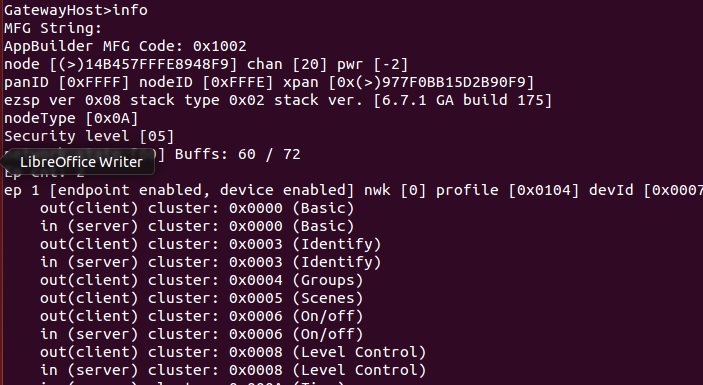 GatewayHost>info
MFG String:
AppBuilder MFG Code: 0x1002
node [(>)14B457FFFE8948F9] chan [20] pwr [-2]
panID [0xFFFF] nodeID [0xFFFE] xpan [0x(>)977F0BB15D2B90F9]
ezsp ver 0x08 stack type 0x02 stack ver. [6.7.1 GA build 175]
nodeType [0x0A]
Security level [05]
] Buffs: 60 / 72
LibreOffice Writer
ep 1 [endpoint enabled, device enabled] nwk [0] profile [0x0104] devId [0x0007
out(client) cluster: 0x0000 (Basic)
in (server) cluster: 0x0000 (Basic)
out(client) cluster: 0x0003 (Identify)
in (server) cluster: 0x0003 (Identify)
out(client) cluster: 0x0004 (Groups)
out(client) cluster: 0x0005 (Scenes)
out(client) cluster: 0x0006 (On/off)
in (server) cluster: 0x0006 (On/off)
out(client) cluster: 0x0008 (Level Control)
in (server) cluster: 0x0008 (Level Control)